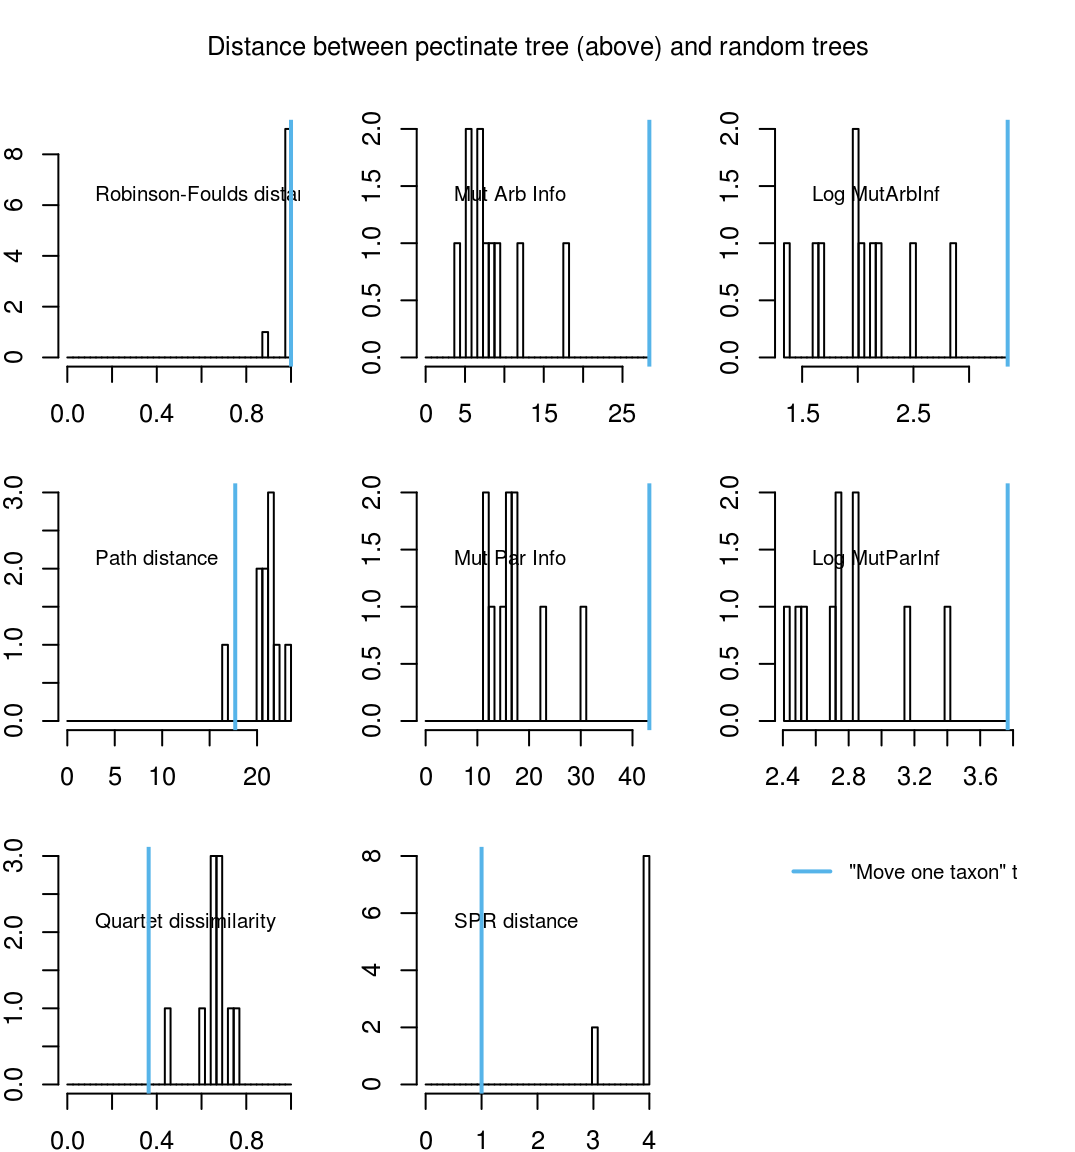 Distance between pectinate tree (above) and random trees
Robinson-Foulds distan
8
6
4
2
0
0.0 0.4 0.8
Mut Arb Info
2.0
1.5
1.0
0.5
0.0
0 5 15 25
Log MutArbInf
2.0
1.5
1.0
0.5
0.0
1.5 2.5
Path distance
3.0
2.0
1.0
0.0
0 5 10 20
Mut Par Info
2.0
1.5
1.0
0.5
0.0
0 10 20 30 40
Log MutParInf
2.0
1.5
1.0
0.5
0.0
2.4 2.8 3.2 3.6
Quartet dissimilarity
3.0
2.0
1.0
0.0
0.0 0.4 0.8
SPR distance
8
6
4
2
0
0 1 2 3 4
"Move one taxon" t